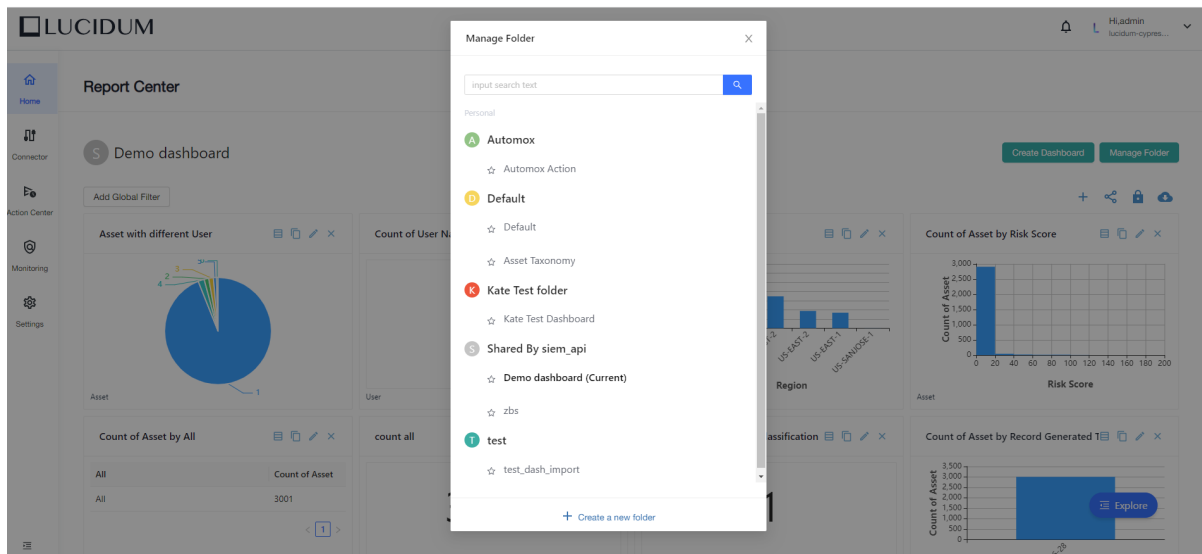 LUCIDUM
Hi,admin
lucidum-cypres...
Home
Connector
Action Center
Monitoring
Settings
Report Center
S Demo dashboard
Create Dashboard
Manage Folder
Add Global Filter
Asset with different User
3
2
4
1
Asset
Count of User Na
User
US-EAST-2
US-EAST-1
US-SANJOSE-1
Region
Count of Asset by Risk Score
Count of Asset
3,000
2,500
2,000
1,500
1,000
500
0
0 20 40 60 80 100 120 140 160 180 200
Risk Score
Asset
Count of Asset by All
All Count of Asset
All 3001
< 1 >
count all
assification
Count of Asset by Record Generated T
Count of Asset
3,500
3,000
2,500
2,000
1,500
1,000
500
0
Explore
Manage Folder
input search text
Personal
A Automox
Automox Action
D Default
Default
Asset Taxonomy
K Kate Test folder
Kate Test Dashboard
S Shared By siem_api
Demo dashboard (Current)
zbs
T test
test_dash_import
+ Create a new folder